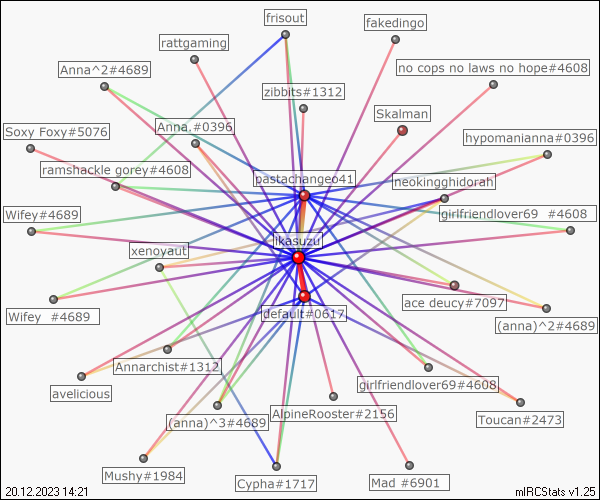 frisout
fakedingo
rattgaming
Anna^2#4689
no cops no laws no hope#4608
zibbits#1312
Skalman
Soxy Foxy#5076
Anna.#0396
hypomanianna#0396
ramshackle gorey#4608
pastachangeo41
neokingghidorah
Wifey#4689
girlfriendlover69 #4608
jikasuzu
xenoyaut
ace deucy#7097
Wifey #4689
default#0617
(anna)^2#4689
Annarchist#1312
girlfriendlover69#4608
avelicious
(anna)^3#4689
AlpineRooster#2156
Toucan#2473
Mushy#1984
Cypha#1717
Mad #6901
20.12.2023 14:21
mIRCStats v1.25